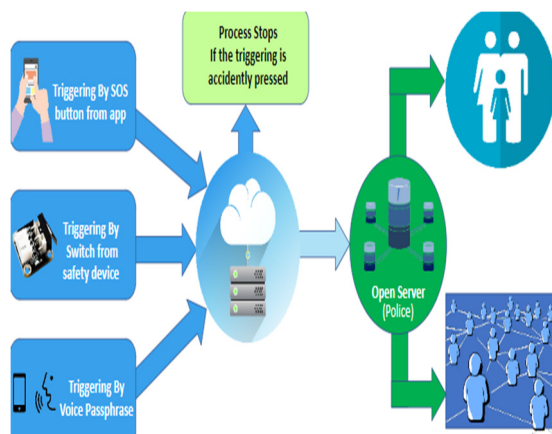 Process Stops
If the triggering is
accidently pressed
Triggering By SOS
button from app
Triggering By
Switch from
safety device
Triggering By
Voice Passphrase
Open Server
(Police)